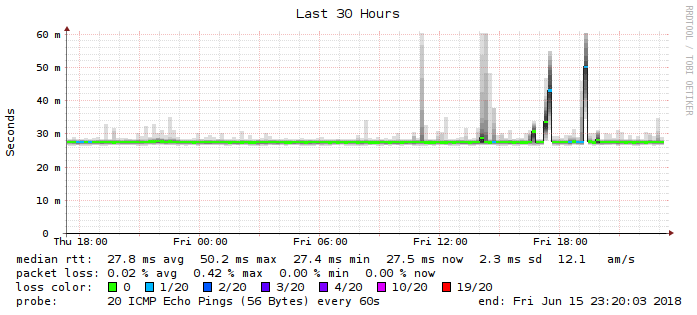 Last 30 Hours
RRDTOOL / TOBI OETIKER
Seconds
60 m
50 m
40 m
30 m
20 m
10 m
0
Thu 18:00 Fri 00:00 Fri 06:00 Fri 12:00 Fri 18:00
median rtt: 27.8 ms avg 50.2 ms max 27.4 ms min 27.5 ms now 2.3 ms sd 12.1 am/s
packet loss: 0.02 % avg 0.42 % max 0.00 % min 0.00 % now
loss color: 0 1/20 2/20 3/20 4/20 10/20 19/20
probe: 20 ICMP Echo Pings (56 Bytes) every 60s end: Fri Jun 15 23:20:03 2018